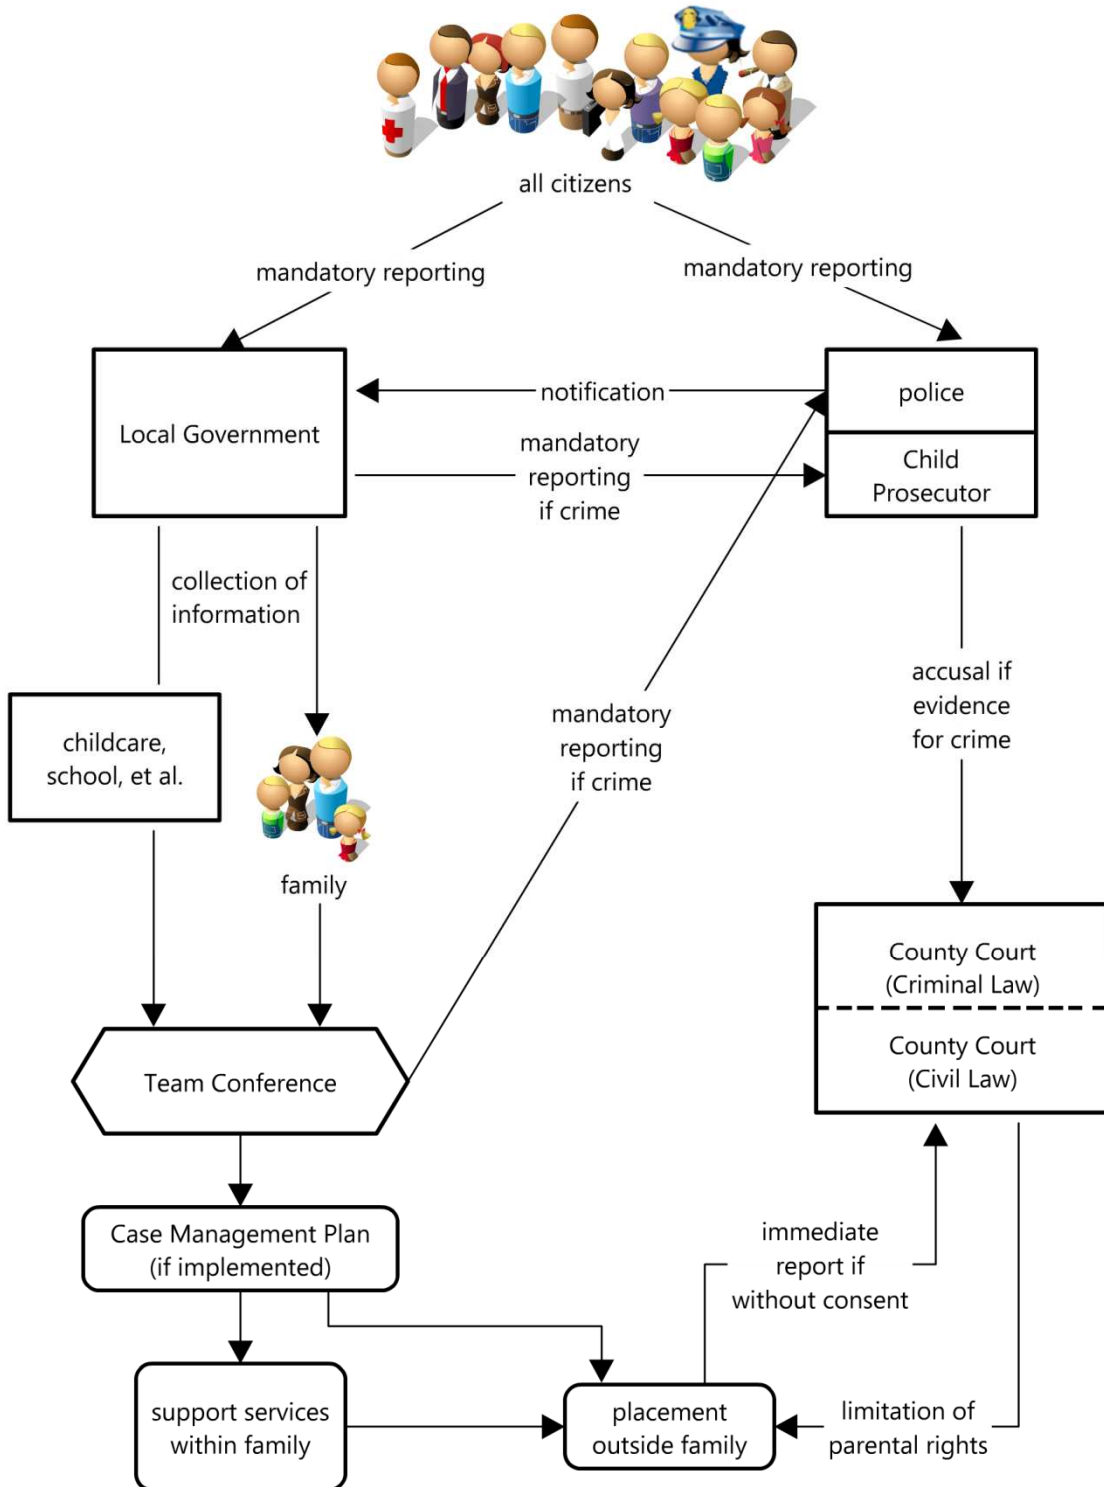 all citizens
mandatory reporting
mandatory reporting
Local Government
notification
mandatory
reporting
if crime
police
Child
Prosecutor
collection of
information
childcare,
school, et al.
family
mandatory
reporting
if crime
accusal if
evidence
for crime
County Court
(Criminal Law)
County Court
(Civil Law)
Team Conference
Case Management Plan
(if implemented)
immediate
report if
without consent
support services
within family
placement
outside family
limitation of
parental rights